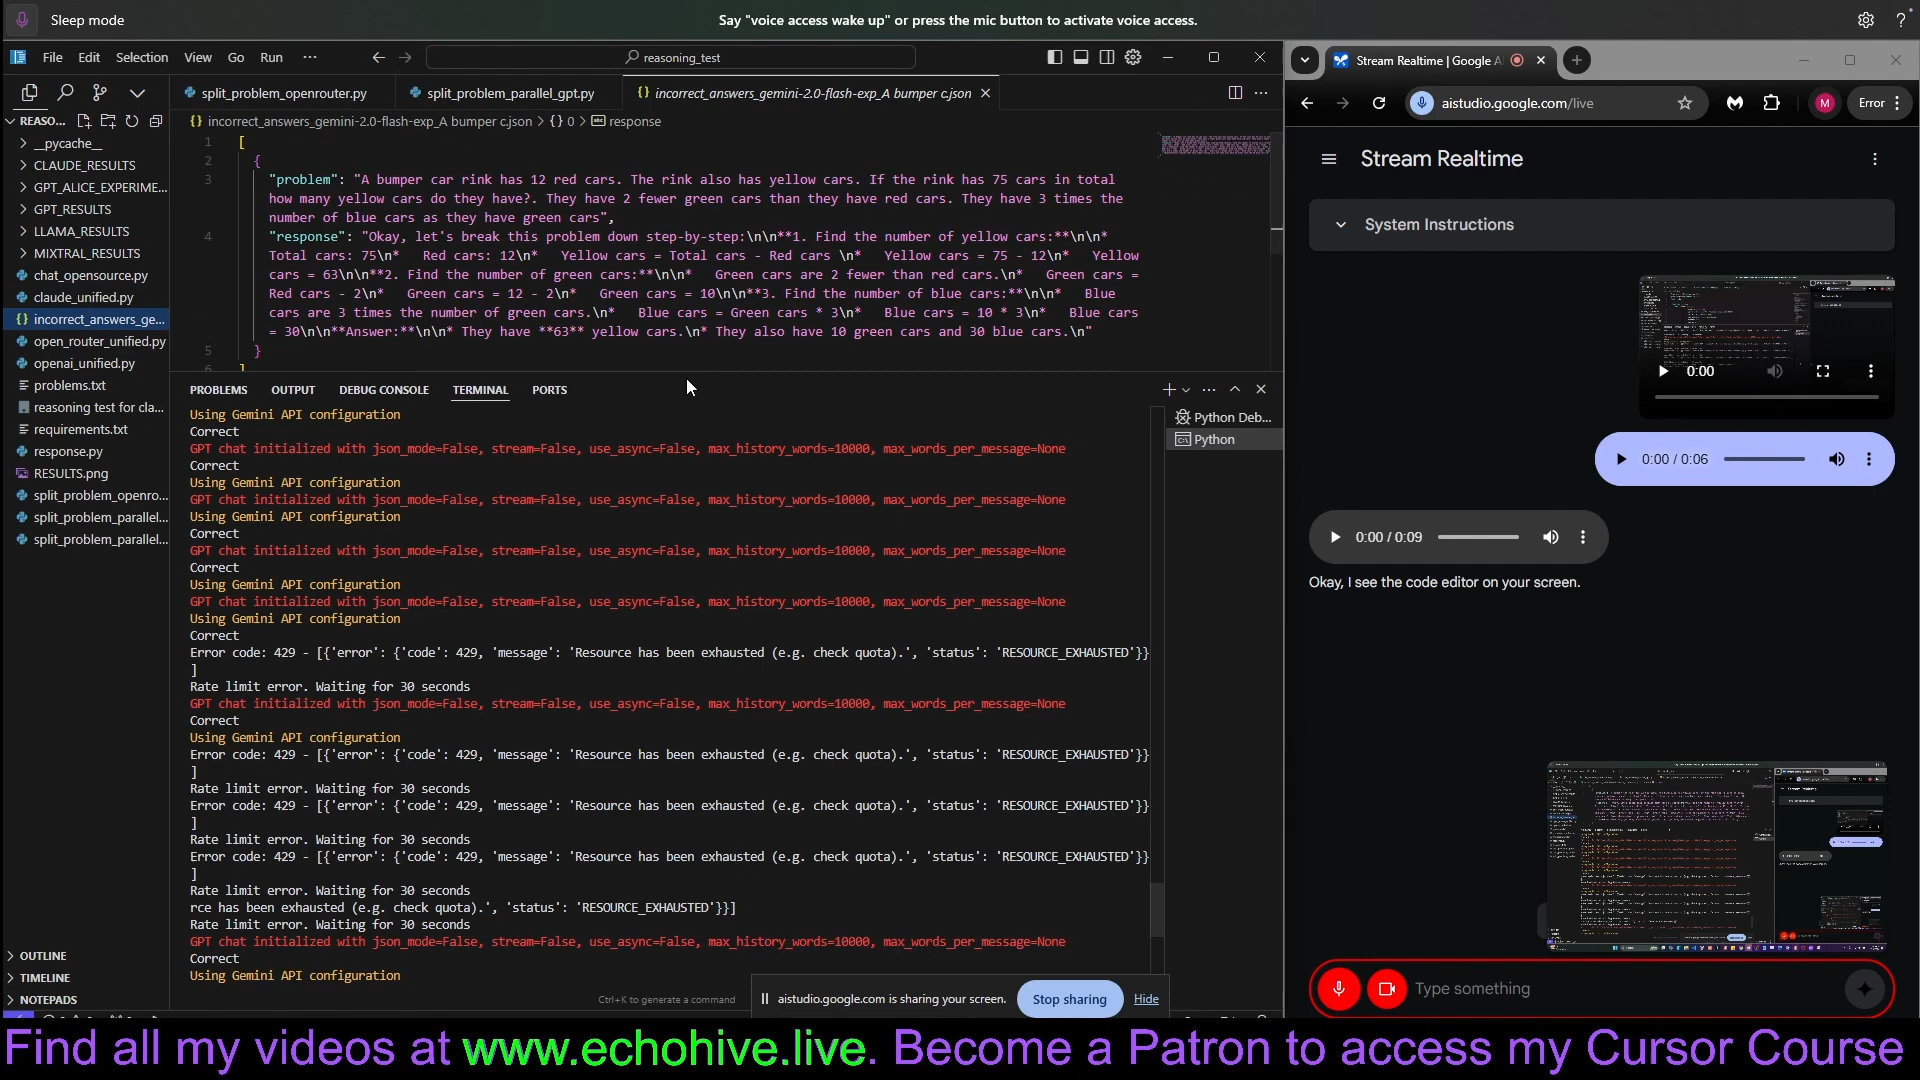 Sleep mode
Say "voice access wake up" or press the mic button to activate voice access.
File Edit Selection View Go Run ···
reasoning_test
split_problem_openrouter.py
split_problem_parallel_gpt.py
{} incorrect_answers_gemini-2.0-flash-exp_A bumper c.json
REASO...
{} incorrect_answers_gemini-2.0-flash-exp_A bumper c.json > {} 0 > response
__pycache__
CLAUDE_RESULTS
GPT_ALICE_EXPERIME...
GPT_RESULTS
LLAMA_RESULTS
MIXTRAL_RESULTS
chat_opensource.py
claude_unified.py
{} incorrect_answers_ge...
open_router_unified.py
openai_unified.py
problems.txt
reasoning test for cla...
requirements.txt
response.py
RESULTS.png
split_problem_openro...
split_problem_parallel...
split_problem_parallel...
OUTLINE
TIMELINE
NOTEPADS
1 [
2 {
3 "problem": "A bumper car rink has 12 red cars. The rink also has yellow cars. If the rink has 75 cars in total
how many yellow cars do they have?. They have 2 fewer green cars than they have red cars. They have 3 times the
number of blue cars as they have green cars",
4 "response": "Okay, let's break this problem down step-by-step:\n\n**1. Find the number of yellow cars:**\n\n*
Total cars: 75\n* Red cars: 12\n* Yellow cars = Total cars - Red cars \n* Yellow cars = 75 - 12\n* Yellow
cars = 63\n\n**2. Find the number of green cars:**\n\n* Green cars are 2 fewer than red cars.\n* Green cars =
Red cars - 2\n* Green cars = 12 - 2\n* Green cars = 10\n\n**3. Find the number of blue cars:**\n\n* Blue
cars are 3 times the number of green cars.\n* Blue cars = Green cars * 3\n* Blue cars = 10 * 3\n* Blue cars
= 30\n\n**Answer:**\n\n* They have **63** yellow cars.\n* They also have 10 green cars and 30 blue cars.\n"
5 }
6 ]
PROBLEMS OUTPUT DEBUG CONSOLE TERMINAL PORTS
Python Deb...
Python
Using Gemini API configuration
Correct
GPT chat initialized with json_mode=False, stream=False, use_async=False, max_history_words=10000, max_words_per_message=None
Correct
Using Gemini API configuration
GPT chat initialized with json_mode=False, stream=False, use_async=False, max_history_words=10000, max_words_per_message=None
Using Gemini API configuration
Correct
GPT chat initialized with json_mode=False, stream=False, use_async=False, max_history_words=10000, max_words_per_message=None
Correct
Using Gemini API configuration
GPT chat initialized with json_mode=False, stream=False, use_async=False, max_history_words=10000, max_words_per_message=None
Using Gemini API configuration
Correct
Error code: 429 - [{'error': {'code': 429, 'message': 'Resource has been exhausted (e.g. check quota).', 'status': 'RESOURCE_EXHAUSTED'}}
]
Rate limit error. Waiting for 30 seconds
GPT chat initialized with json_mode=False, stream=False, use_async=False, max_history_words=10000, max_words_per_message=None
Correct
Using Gemini API configuration
Error code: 429 - [{'error': {'code': 429, 'message': 'Resource has been exhausted (e.g. check quota).', 'status': 'RESOURCE_EXHAUSTED'}}
]
Rate limit error. Waiting for 30 seconds
Error code: 429 - [{'error': {'code': 429, 'message': 'Resource has been exhausted (e.g. check quota).', 'status': 'RESOURCE_EXHAUSTED'}}
]
Rate limit error. Waiting for 30 seconds
Error code: 429 - [{'error': {'code': 429, 'message': 'Resource has been exhausted (e.g. check quota).', 'status': 'RESOURCE_EXHAUSTED'}}
]
Rate limit error. Waiting for 30 seconds
rce has been exhausted (e.g. check quota).', 'status': 'RESOURCE_EXHAUSTED'}}]
Rate limit error. Waiting for 30 seconds
GPT chat initialized with json_mode=False, stream=False, use_async=False, max_history_words=10000, max_words_per_message=None
Correct
Using Gemini API configuration
Ctrl+K to generate a command
aistudio.google.com is sharing your screen.
Stop sharing
Hide
Stream Realtime | Google A
aistudio.google.com/live
M
Error
Stream Realtime
System Instructions
0:00
0:00 / 0:06
0:00 / 0:09
Okay, I see the code editor on your screen.
Type something
Find all my videos at www.echohive.live. Become a Patron to access my Cursor Course